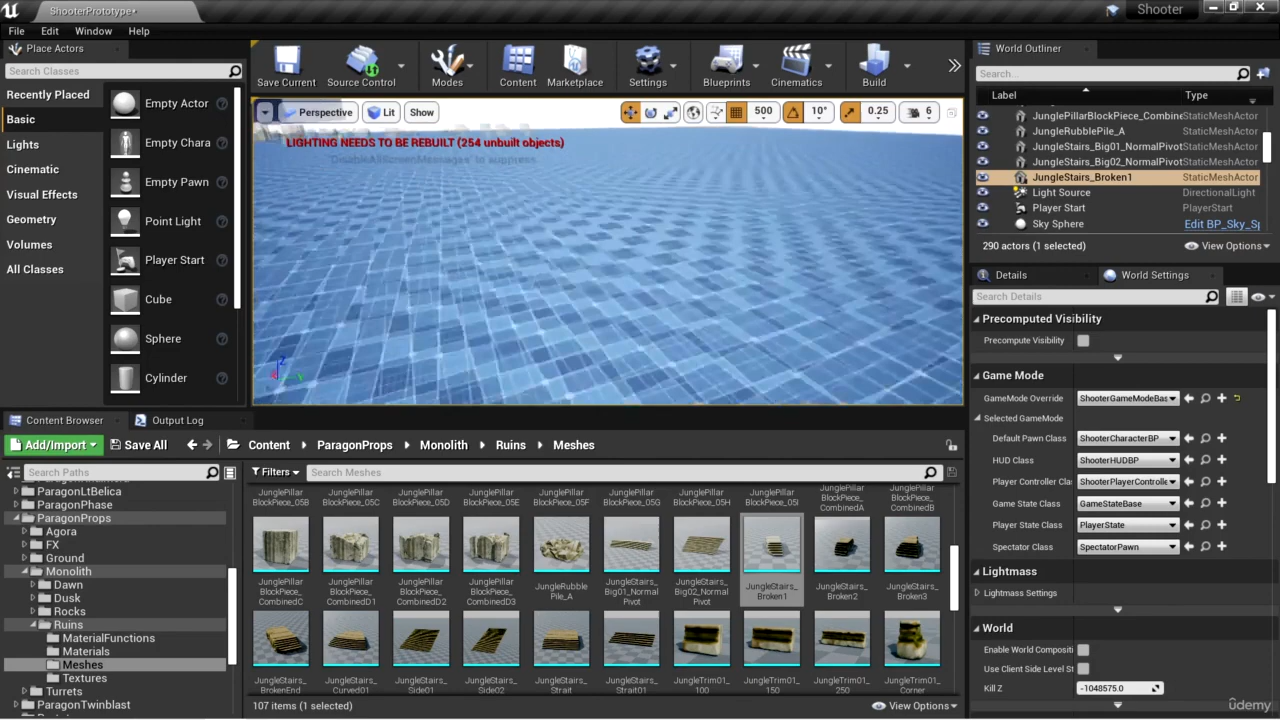 ShooterPrototype•
Shooter
File Edit Window Help
Place Actors
Search Classes
Recently Placed
Basic
Lights
Cinematic
Visual Effects
Geometry
Volumes
All Classes
Empty Actor
Empty Chara
Empty Pawn
Point Light
Player Start
Cube
Sphere
Cylinder
Save Current Source Control Modes Content Marketplace Settings Blueprints Cinematics Build
Perspective Lit Show 500 10° 0.25 6
LIGHTING NEEDS TO BE REBUILT (254 unbuilt objects)
'DisableAllScreenMessages' to suppress
World Outliner
Search...
Label Type
JunglePillarBlockPiece_Combine StaticMeshActor
JungleRubblePile_A StaticMeshActor
JungleStairs_Big01_NormalPivot StaticMeshActor
JungleStairs_Big02_NormalPivot StaticMeshActor
JungleStairs_Broken1 StaticMeshActor
Light Source DirectionalLight
Player Start PlayerStart
Sky Sphere Edit BP_Sky_S
290 actors (1 selected) View Options
Details World Settings
Search Details
Precomputed Visibility
Precompute Visibility
Game Mode
GameMode Override ShooterGameModeBas
Selected GameMode
Default Pawn Class ShooterCharacterBP
HUD Class ShooterHUDBP
Player Controller Clas ShooterPlayerControlle
Game State Class GameStateBase
Player State Class PlayerState
Spectator Class SpectatorPawn
Lightmass
Lightmass Settings
World
Enable World Compositi
Use Client Side Level St
Kill Z -1048575.0
Content Browser Output Log
Add/Import Save All Content ParagonProps Monolith Ruins Meshes
Search Paths
Filters Search Meshes
ParagonLtBelica
ParagonPhase
ParagonProps
Agora
FX
Ground
Monolith
Dawn
Dusk
Rocks
Ruins
MaterialFunctions
Materials
Meshes
Textures
Turrets
ParagonTwinblast
JunglePillar JunglePillar JunglePillar JunglePillar JunglePillar JunglePillar JunglePillar JunglePillar JunglePillar
BlockPiece_05B BlockPiece_05C BlockPiece_05D BlockPiece_05E BlockPiece_05F BlockPiece_05G BlockPiece_05H BlockPiece_05I BlockPiece_ CombinedA BlockPiece_ CombinedB
JunglePillar BlockPiece_ CombinedC
JunglePillar BlockPiece_ CombinedD1
JunglePillar BlockPiece_ CombinedD2
JunglePillar BlockPiece_ CombinedD3
JungleRubble Pile_A
JungleStairs_ Big01_Normal Pivot
JungleStairs_ Big02_Normal Pivot
JungleStairs_ Broken1
JungleStairs_ Broken2
JungleStairs_ Broken3
JungleStairs_ BrokenEnd
JungleStairs_ Curved01
JungleStairs_ Side01
JungleStairs_ Side02
JungleStairs_ Strait
JungleStairs_ Strait01
JungleTrim01_ 100
JungleTrim01_ 150
JungleTrim01_ 250
JungleTrim01_ Corner
107 items (1 selected) View Options
ûdemy